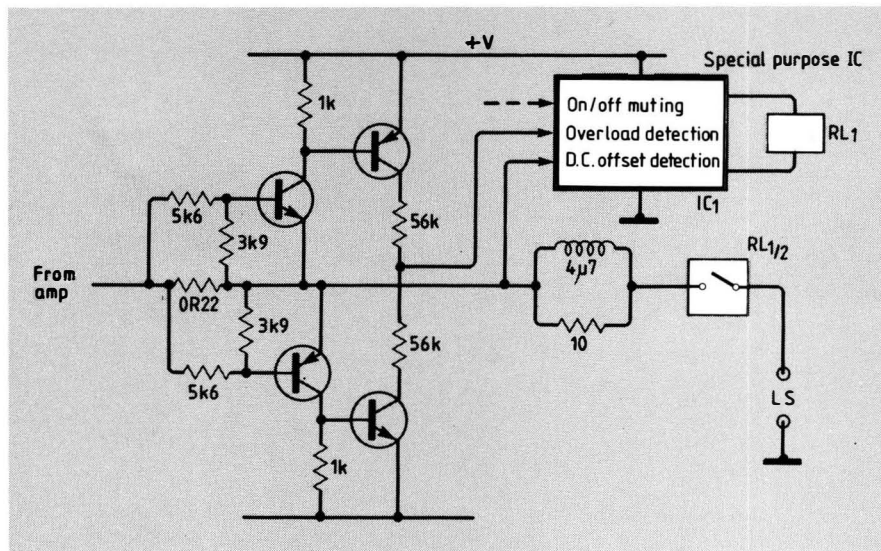 +V
Special purpose IC
1k
On/off muting
Overload detection
D.C. offset detection
RL1
IC1
5k6
3k9
56k
4µ7
RL1/2
From
amp
0R22
10
3k9
56k
5k6
LS
1k